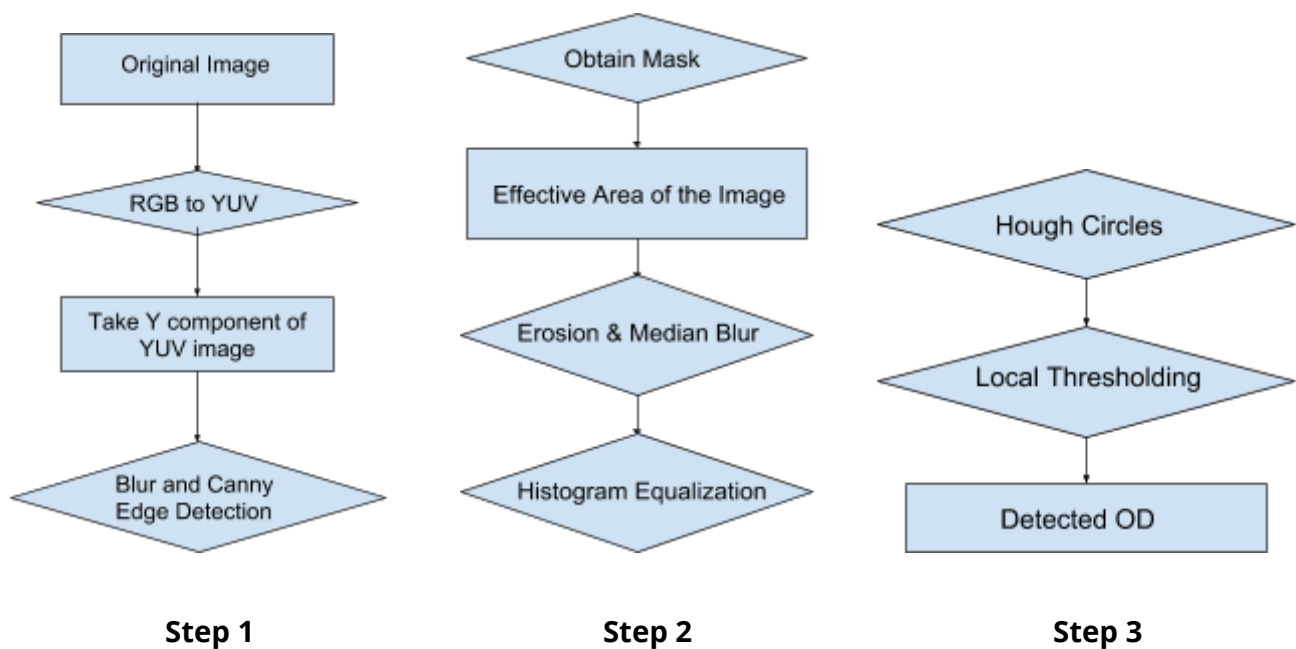 Original Image
RGB to YUV
Take Y component of
YUV image
Blur and Canny
Edge Detection
Step 1
Obtain Mask
Effective Area of the Image
Erosion & Median Blur
Histogram Equalization
Step 2
Hough Circles
Local Thresholding
Detected OD
Step 3